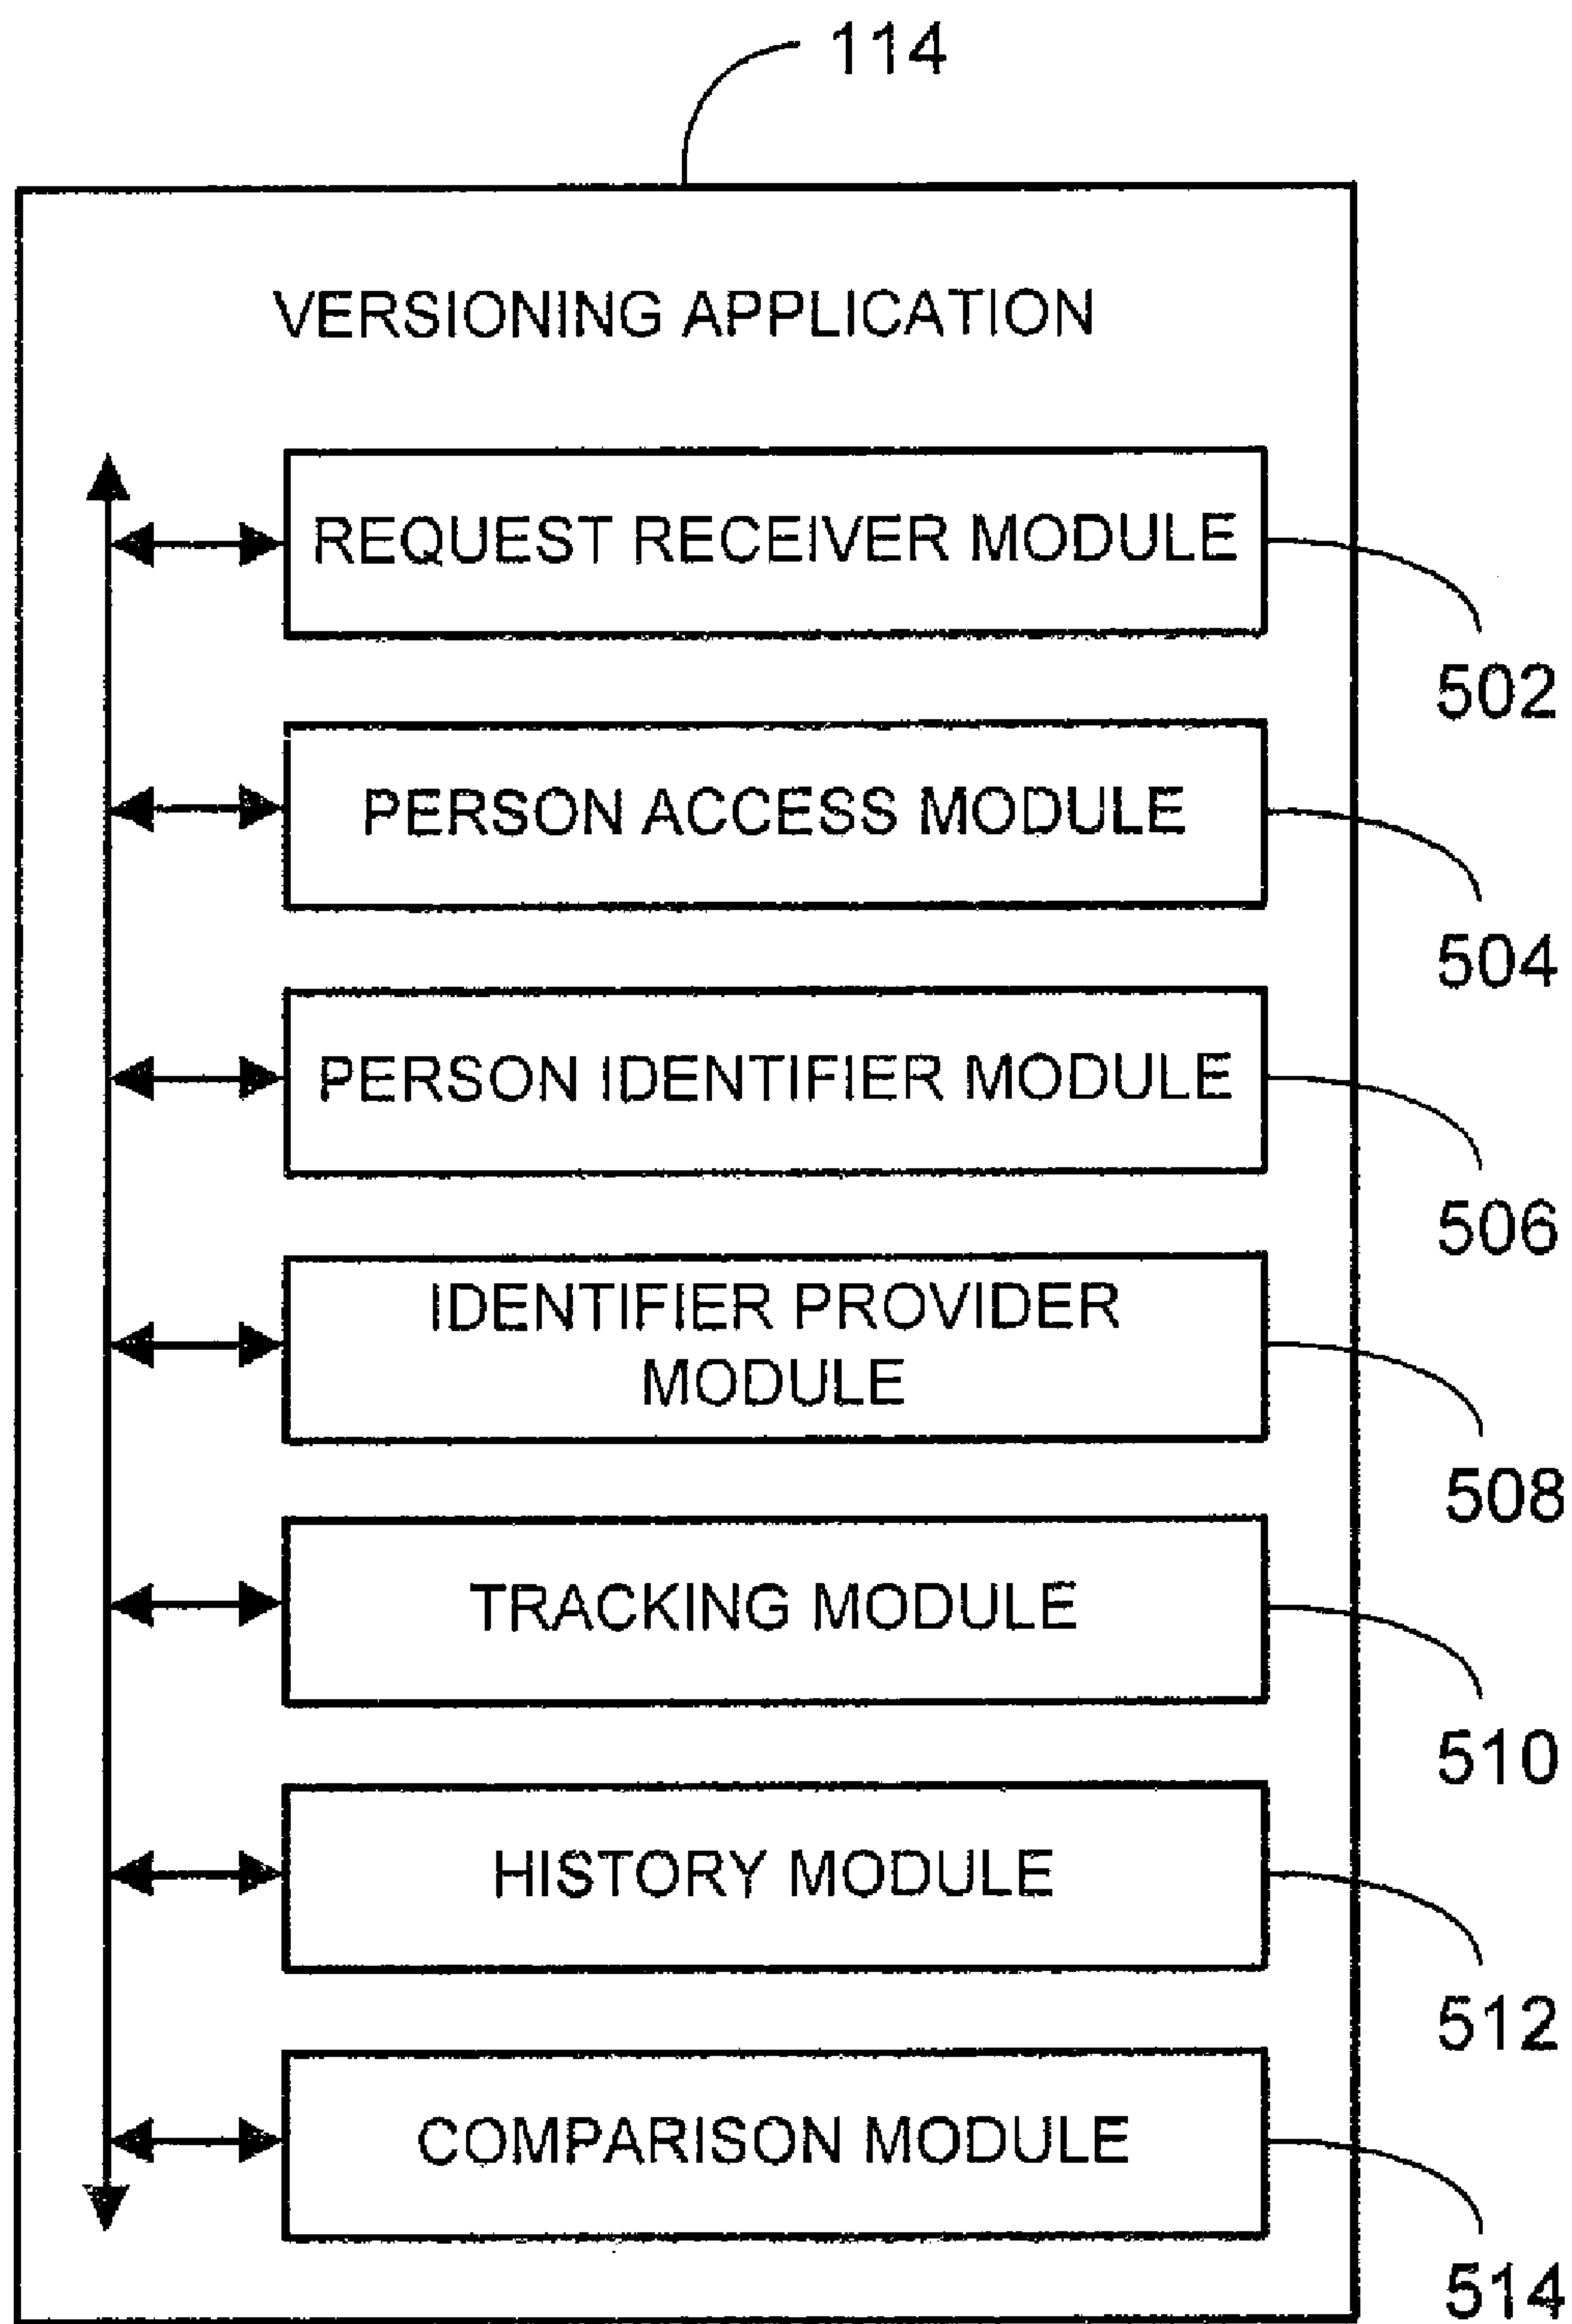 114
VERSIONING APPLICATION
REQUEST RECEIVER MODULE
502
PERSON ACCESS MODULE
504
PERSON IDENTIFIER MODULE
506
IDENTIFIER PROVIDER
MODULE
508
TRACKING MODULE
510
HISTORY MODULE
512
COMPARISON MODULE
514